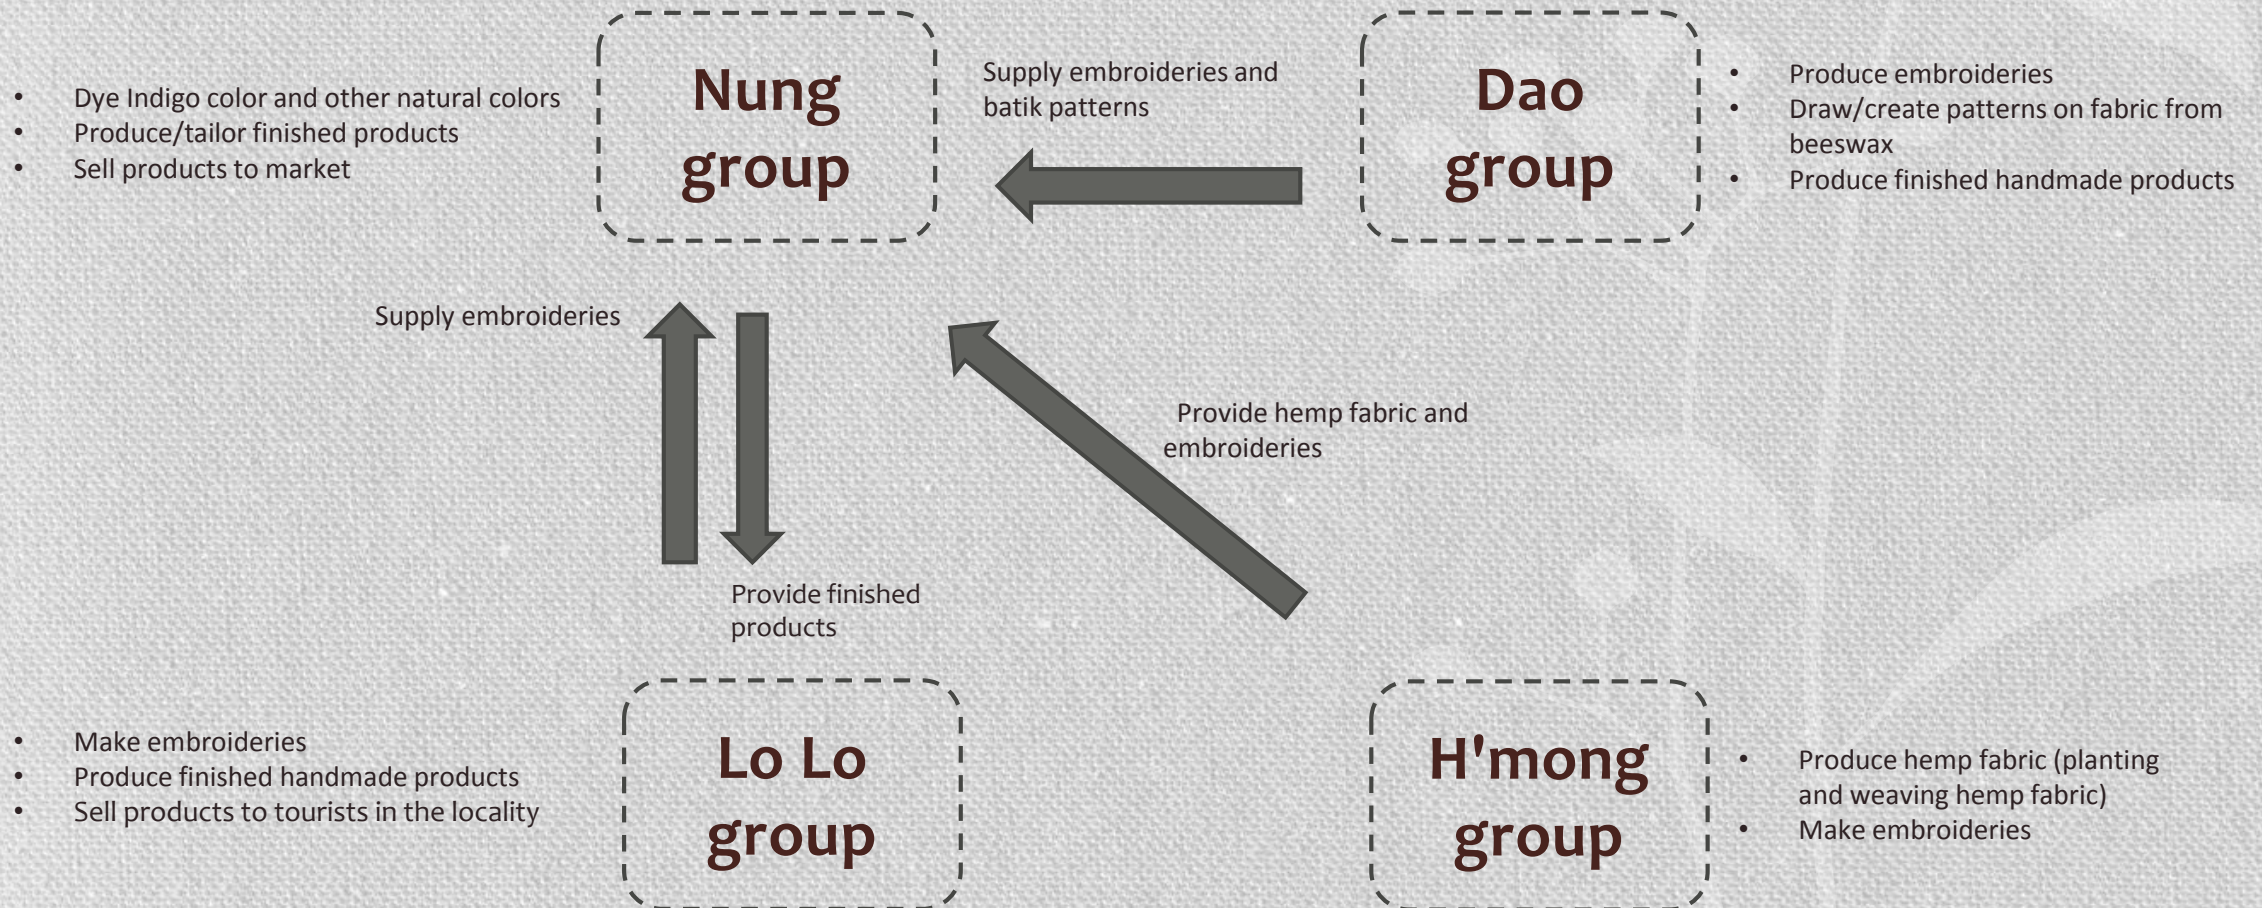 • Dye Indigo color and other natural colors
• Produce/tailor finished products
• Sell products to market
Nung
group
Supply embroideries and
batik patterns
Dao
group
• Produce embroideries
• Draw/create patterns on fabric from
beeswax
• Produce finished handmade products
Supply embroideries
Provide hemp fabric and
embroideries
Provide finished
products
• Make embroideries
• Produce finished handmade products
• Sell products to tourists in the locality
Lo Lo
group
H'mong
group
• Produce hemp fabric (planting
and weaving hemp fabric)
• Make embroideries